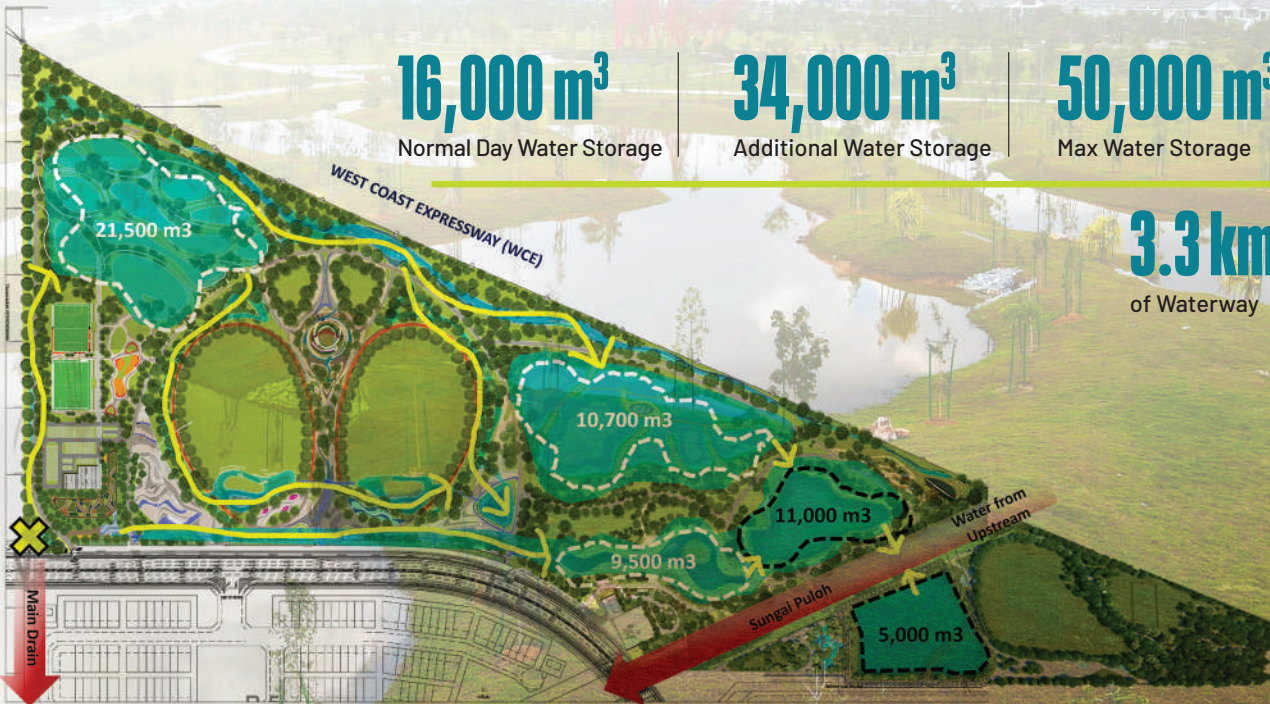 16,000 m³
Normal Day Water Storage
34,000 m³
Additional Water Storage
50,000 m³
Max Water Storage
3.3 km
of Waterway
WEST COAST EXPRESSWAY (WCE)
21,500 m3
10,700 m3
11,000 m3
9,500 m3
5,000 m3
Water from
Upstream
Sungai Puloh
Main Drain